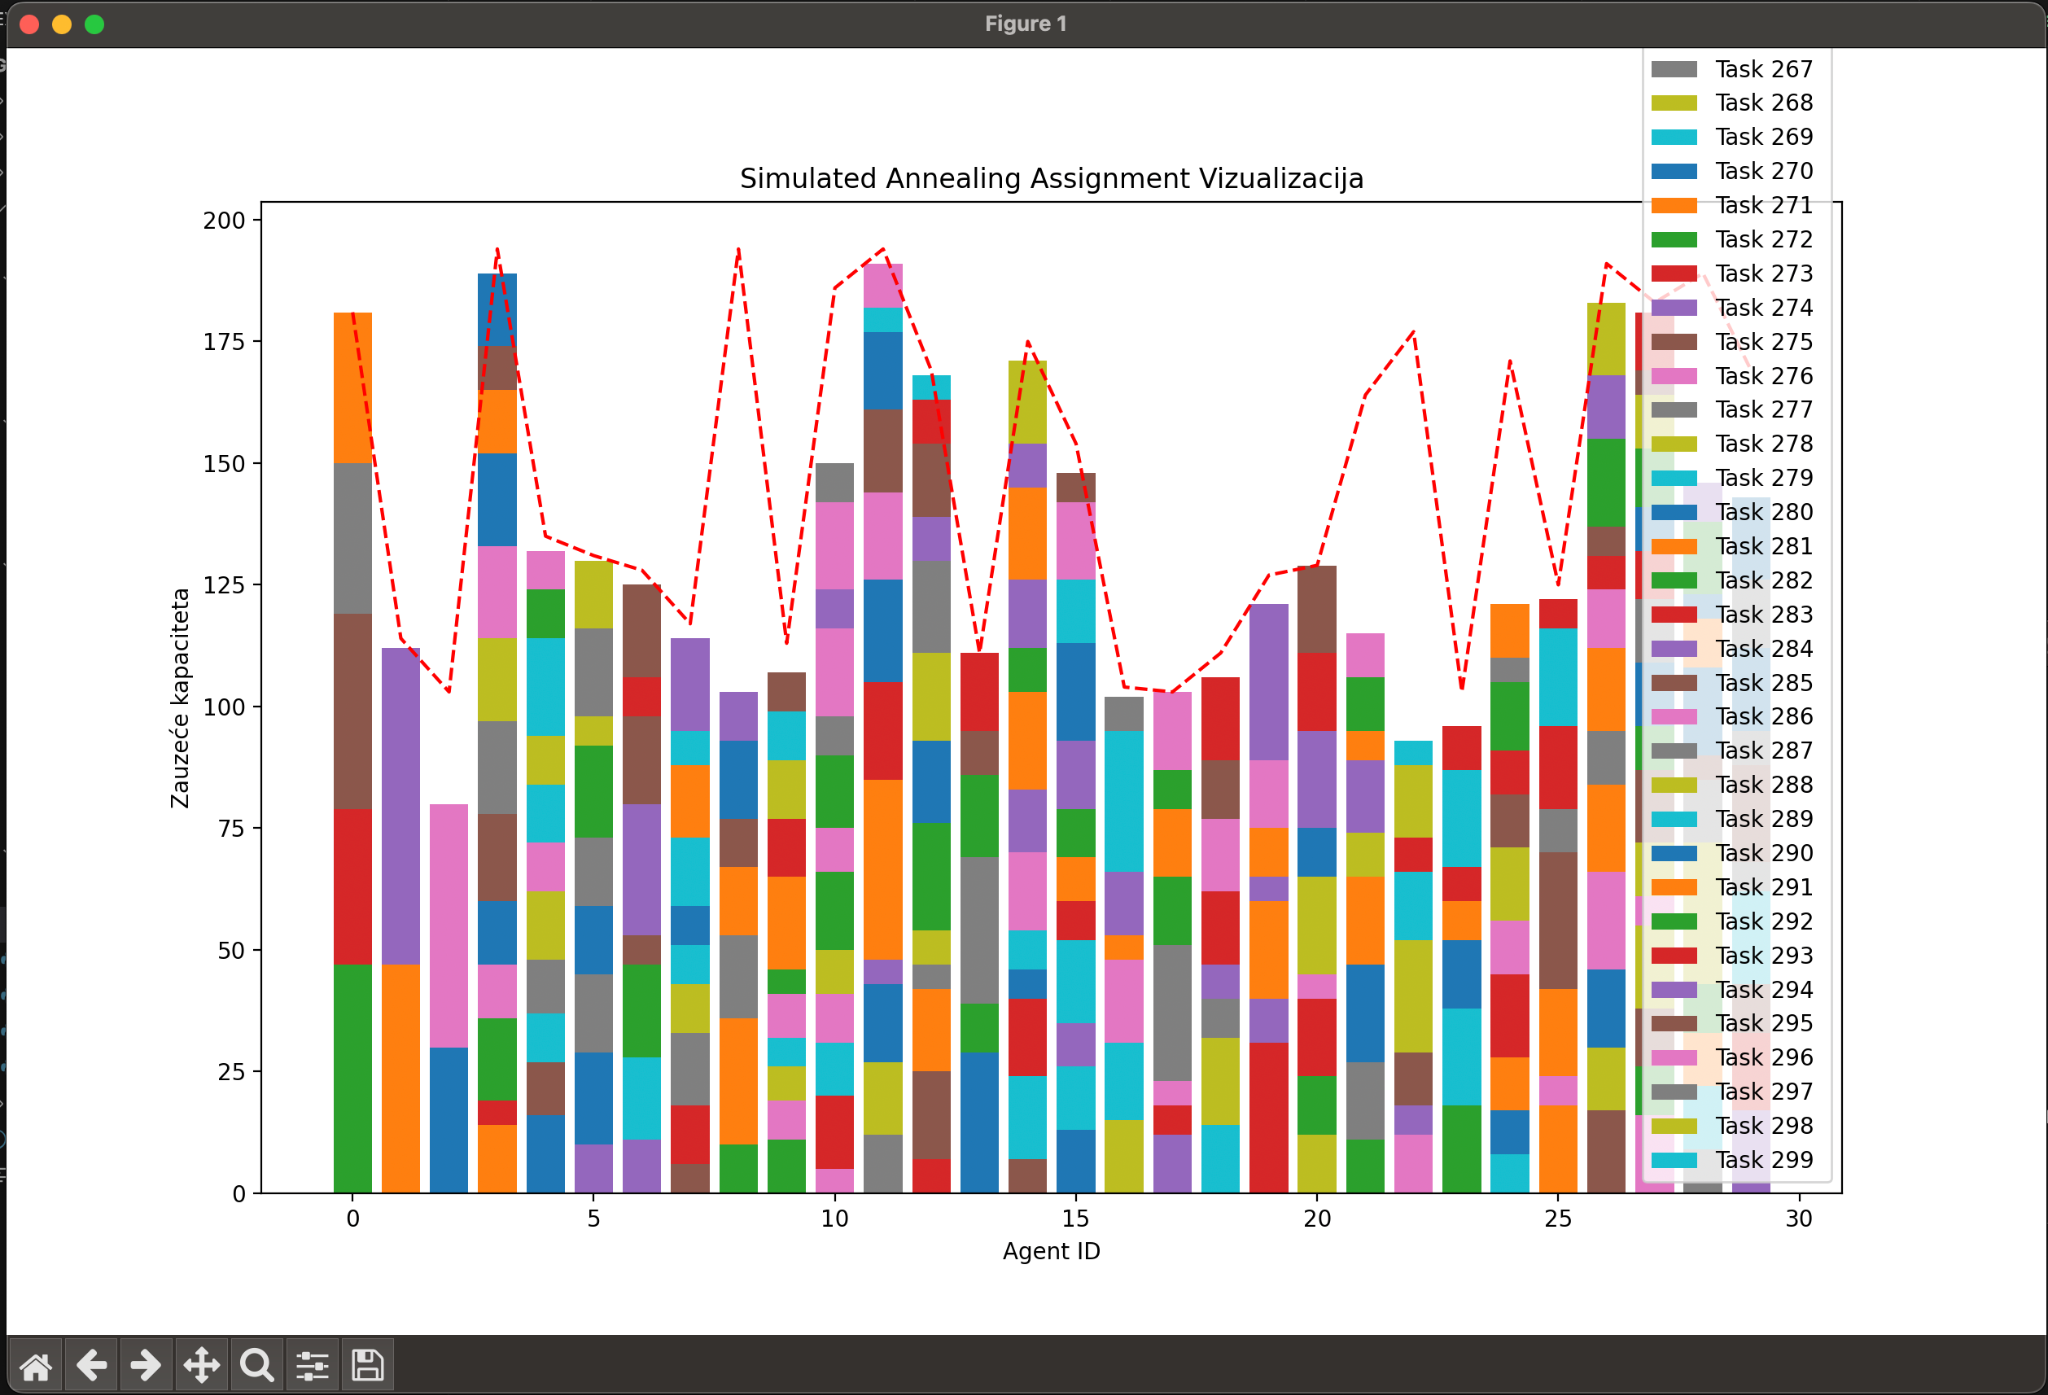 Figure 1
Task 267
Task 268
Task 269
Task 270
Task 271
Task 272
Task 273
Task 274
Task 275
Task 276
Task 277
Task 278
Task 279
Task 280
Task 281
Task 282
Task 283
Task 284
Task 285
Task 286
Task 287
Task 288
Task 289
Task 290
Task 291
Task 292
Task 293
Task 294
Task 295
Task 296
Task 297
Task 298
Task 299
Simulated Annealing Assignment Vizualizacija
200
175
150
125
100
75
50
25
0
Zauzeće kapaciteta
0 5 10 15 20 25 30
Agent ID